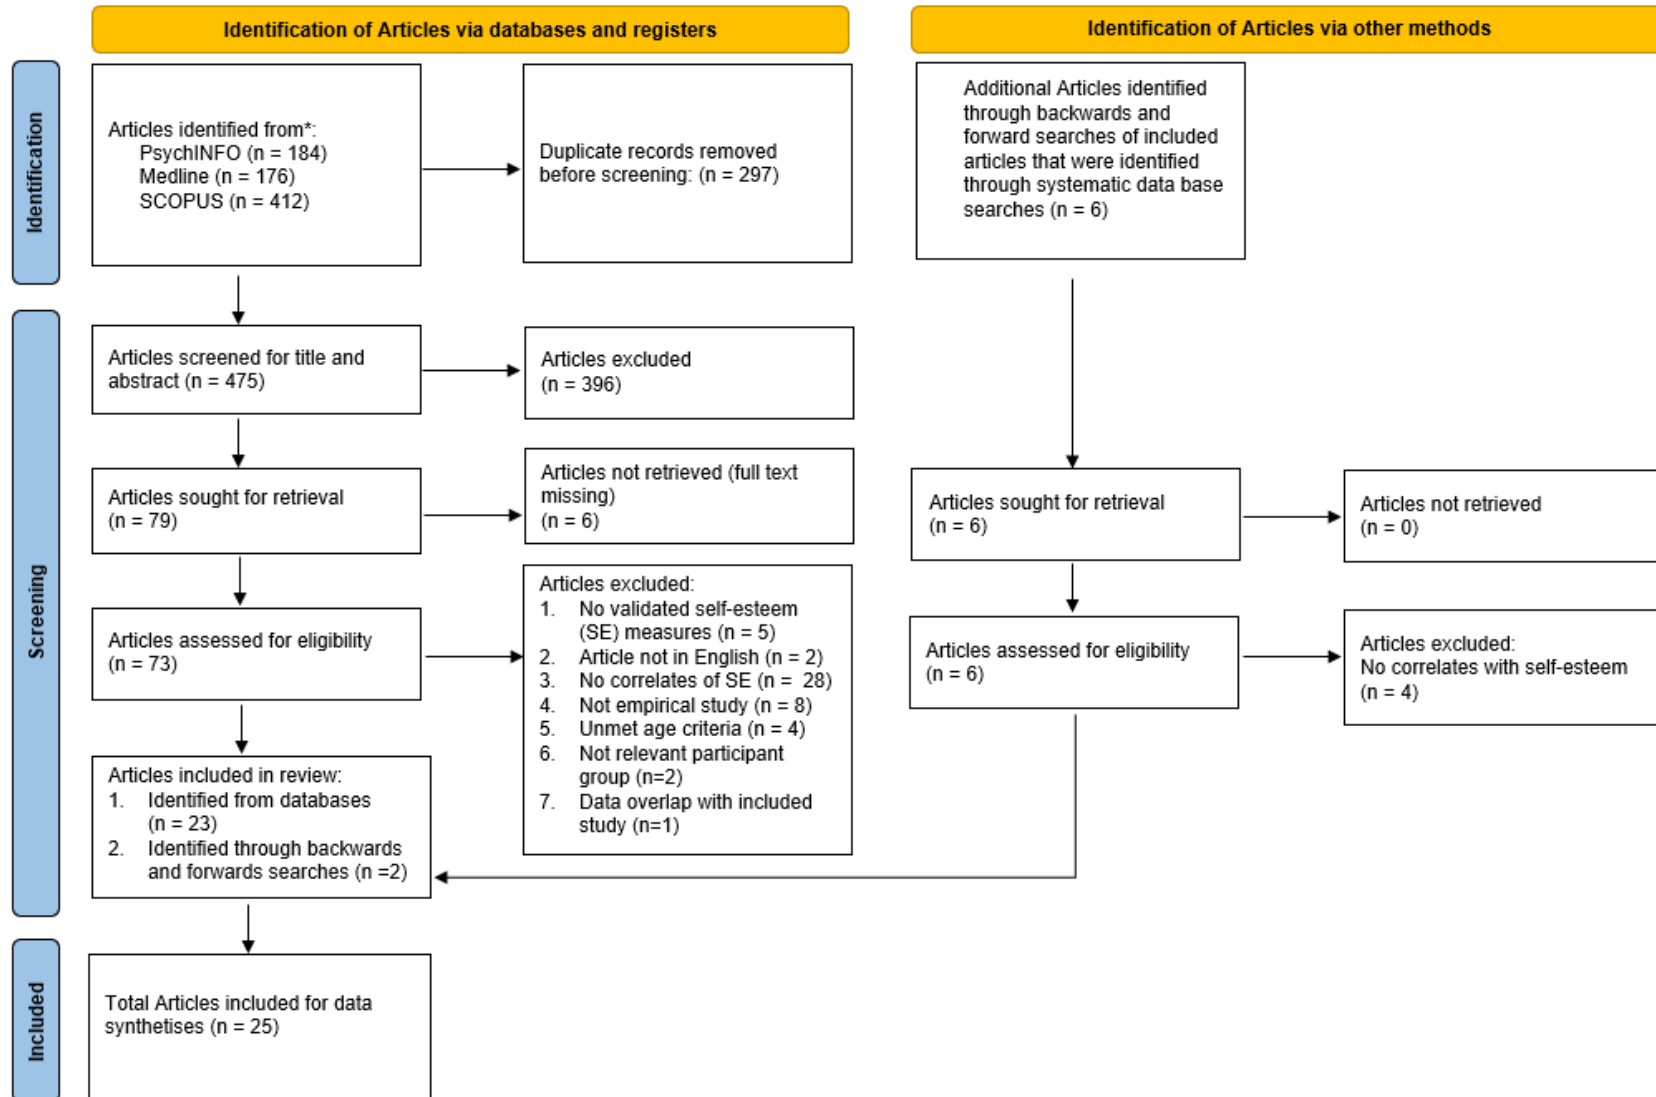 Identification of Articles via databases and registers
Identification of Articles via other methods
Identification
Articles identified from*:
PsychINFO (n = 184)
Medline (n = 176)
SCOPUS (n = 412)
Duplicate records removed
before screening: (n = 297)
Additional Articles identified
through backwards and
forward searches of included
articles that were identified
through systematic data base
searches (n = 6)
Screening
Articles screened for title and
abstract (n = 475)
Articles excluded
(n = 396)
Articles sought for retrieval
(n = 79)
Articles not retrieved (full text
missing)
(n = 6)
Articles sought for retrieval
(n = 6)
Articles not retrieved
(n = 0)
Articles assessed for eligibility
(n = 73)
Articles excluded:
1. No validated self-esteem
(SE) measures (n = 5)
2. Article not in English (n = 2)
3. No correlates of SE (n = 28)
4. Not empirical study (n = 8)
5. Unmet age criteria (n = 4)
6. Not relevant participant
group (n=2)
7. Data overlap with included
study (n=1)
Articles assessed for eligibility
(n = 6)
Articles excluded:
No correlates with self-esteem
(n = 4)
Articles included in review:
1. Identified from databases
(n = 23)
2. Identified through backwards
and forwards searches (n =2)
Included
Total Articles included for data
synthetises (n = 25)